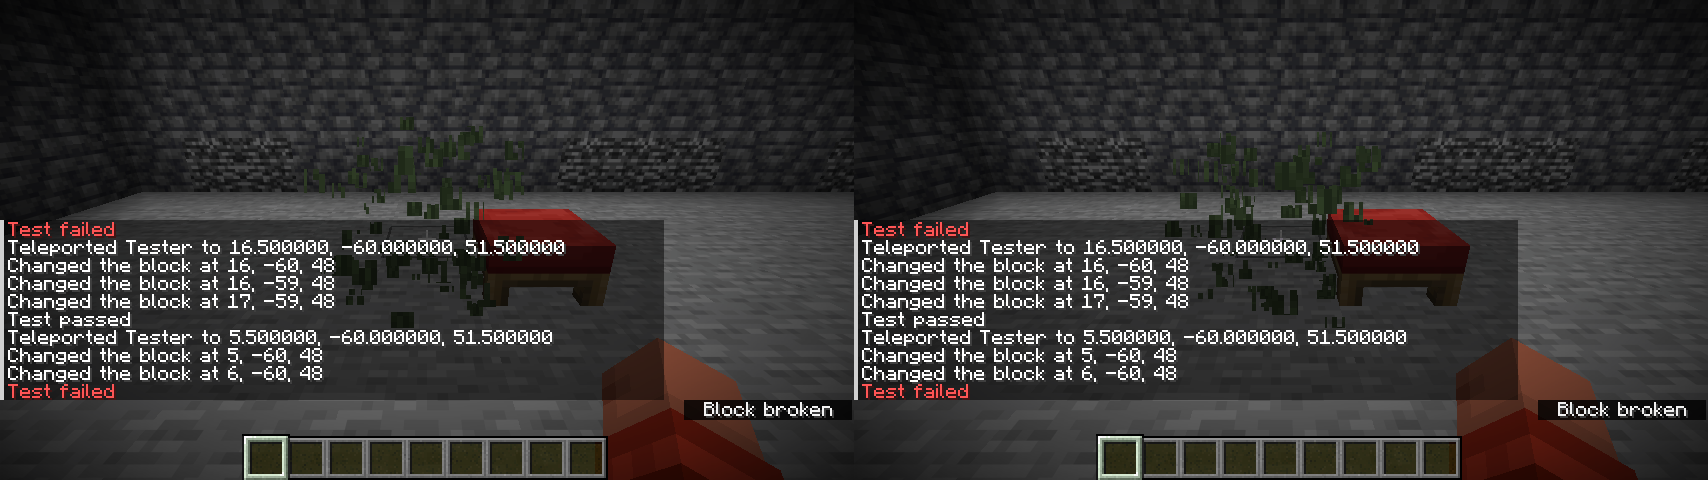 Test failed
Teleported Tester to 16.500000, -60.000000, 51.500000
Changed the block at 16, -60, 48
Changed the block at 16, -59, 48
Changed the block at 17, -59, 48
Test passed
Teleported Tester to 5.500000, -60.000000, 51.500000
Changed the block at 5, -60, 48
Changed the block at 6, -60, 48
Test failed
Block broken
Test failed
Teleported Tester to 16.500000, -60.000000, 51.500000
Changed the block at 16, -60, 48
Changed the block at 16, -59, 48
Changed the block at 17, -59, 48
Test passed
Teleported Tester to 5.500000, -60.000000, 51.500000
Changed the block at 5, -60, 48
Changed the block at 6, -60, 48
Test failed
Block broken